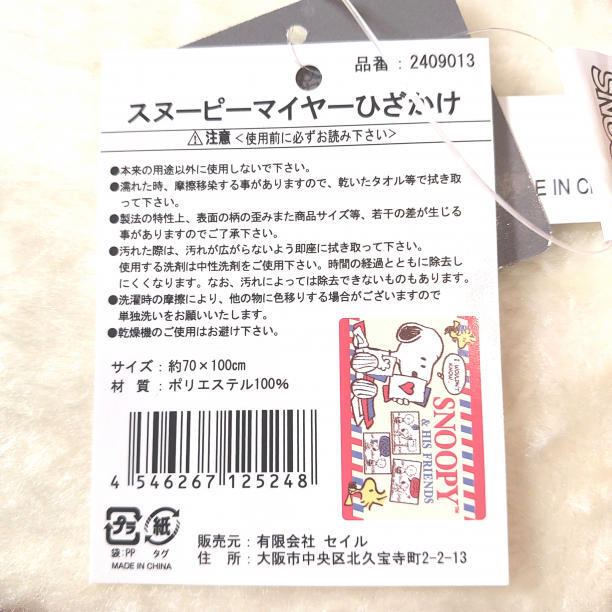 品番：2409013
スヌーピーマイヤーひざかけ
注意＜使用前に必ずお読み下さい＞
●本来の用途以外に使用しないで下さい。
●濡れた時、摩擦移染する事がありますので、乾いたタオル等で拭き取
って下さい。
●製法の特性上、表面の柄の歪みまた商品サイズ等、若干の差が生じる
事がありますのでご了承下さい。
●汚れた際は、汚れが広がらないよう即座に拭き取って下さい。
使用する洗剤は中性洗剤をご使用下さい。時間の経過とともに除去し
にくくなります。なお、汚れによっては除去できないものもあります。
●洗濯時の摩擦により、他の物に色移りする場合がございますので
単独洗いをお願いいたします。
●乾燥機のご使用はお避け下さい。
サイズ：約70×100cm
材 質：ポリエステル100%
4 546267 125248
プラ
紙
袋:PP
タグ
MADE IN CHINA
販売元：有限会社 セイル
住 所：大阪市中央区北久宝寺町2-2-13
I WOULDN'T
KNOW.
SNOOPY™
& HIS FRIENDS
E IN C
SNOO